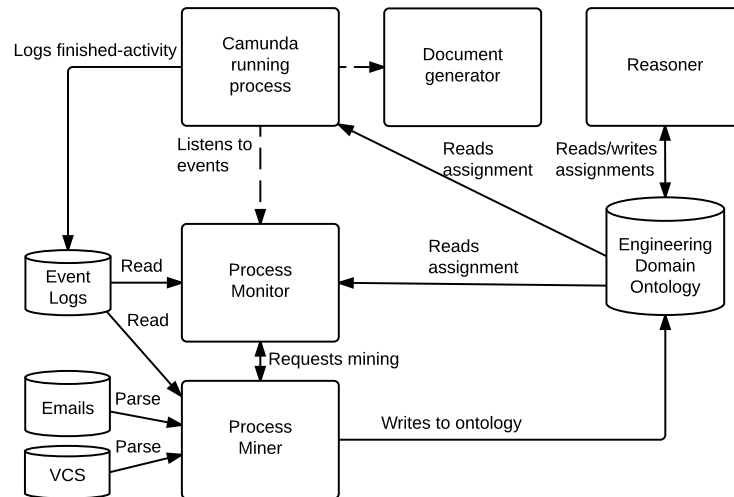 Logs finished-activity
Camunda
running
process
Document
generator
Reasoner
Listens to
events
Reads
assignment
Reads/writes
assignments
Event
Logs
Read
Process
Monitor
Reads
assignment
Engineering
Domain
Ontology
Read
Requests mining
Emails
Parse
Process
Miner
Writes to ontology
Parse
VCS